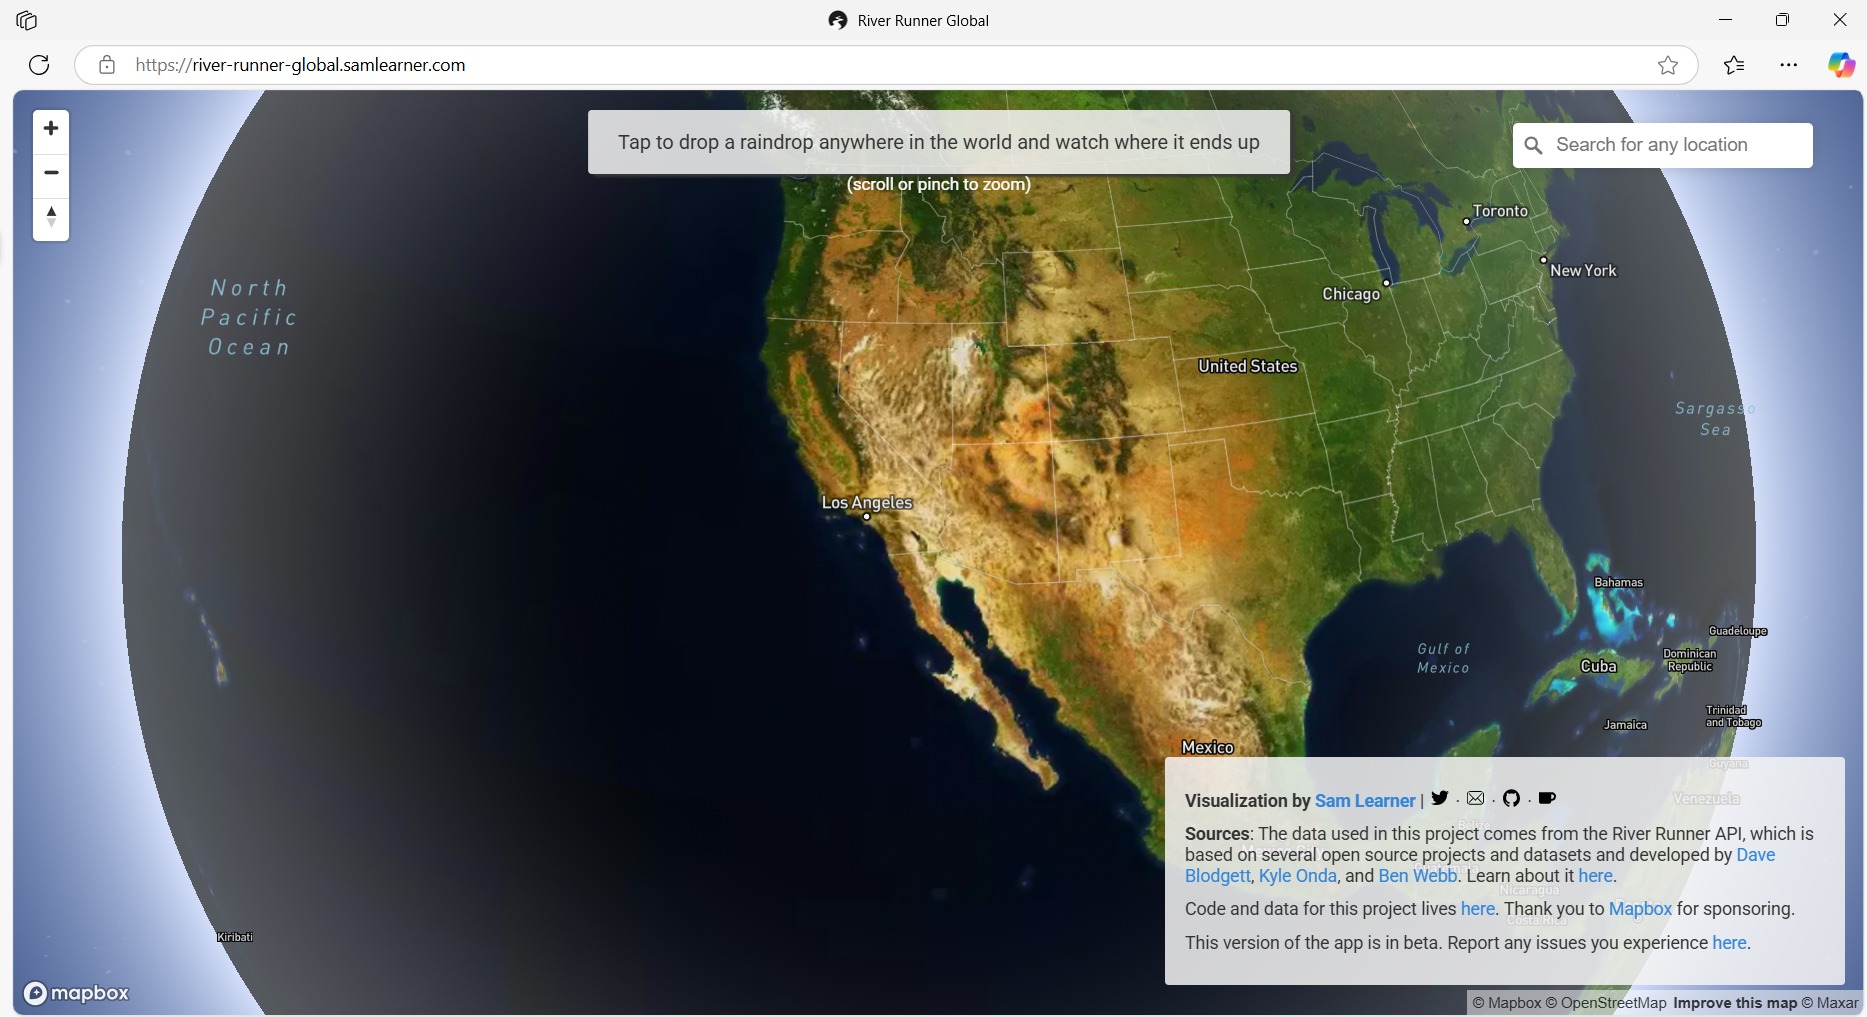 River Runner Global
https://river-runner-global.samlearner.com
Tap to drop a raindrop anywhere in the world and watch where it ends up
(scroll or pinch to zoom)
Search for any location
+
−
Toronto
New York
Chicago
North
Pacific
Ocean
United States
Sargasso
Sea
Los Angeles
Bahamas
Guadeloupe
Gulf of
Mexico
Dominican
Republic
Cuba
Trinidad
and Tobago
Jamaica
Mexico
Guyana
Venezuela
Visualization by Sam Learner | · · ·
Belize
Sources: The data used in this project comes from the River Runner API, which is
based on several open source projects and datasets and developed by Dave
Mexico City
Guatemala
Blodgett, Kyle Onda, and Ben Webb. Learn about it here.
Nicaragua
Code and data for this project lives here. Thank you to Mapbox for sponsoring.
Costa Rica
This version of the app is in beta. Report any issues you experience here.
Kiribati
mapbox
© Mapbox © OpenStreetMap Improve this map © Maxar